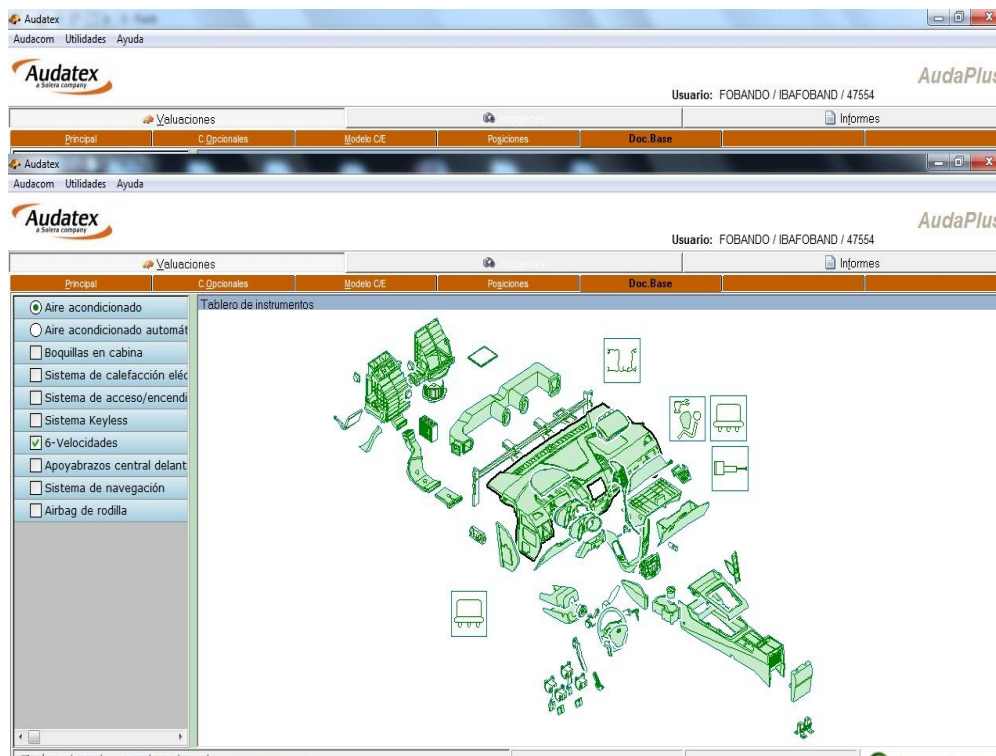 Audatex
Audacom Utilidades Ayuda
Audatex
a Solera company
AudaPlus
Usuario: FOBANDO / IBAFOBAND / 47554
Valuaciones Informes
Principal C.Opcionales Modelo C/E Posiciones Doc.Base
Audatex
Audacom Utilidades Ayuda
Audatex
a Solera company
AudaPlus
Usuario: FOBANDO / IBAFOBAND / 47554
Valuaciones Informes
Principal C.Opcionales Modelo C/E Posiciones Doc.Base
Tablero de instrumentos
Aire acondicionado
Aire acondicionado automát
Boquillas en cabina
Sistema de calefacción eléc
Sistema de acceso/encendi
Sistema Keyless
6-Velocidades
Apoyabrazos central delant
Sistema de navegación
Airbag de rodilla